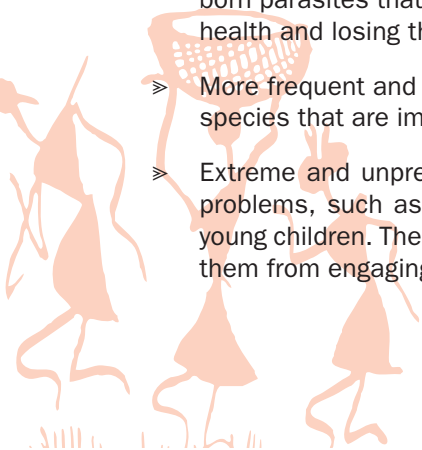 born parasites that
health and losing th
➢ More frequent and
species that are im
➢ Extreme and unpre
problems, such as
young children. The
them from engaging